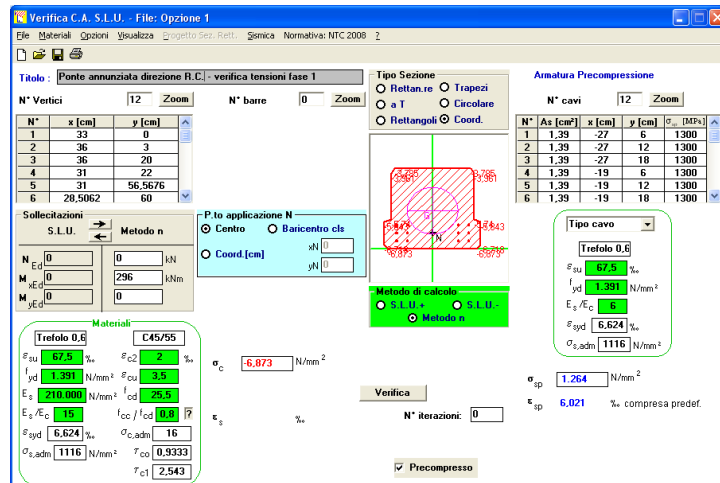 Verifica C.A. S.L.U. - File: Opzione 1
File Materiali Opzioni Visualizza Progetto Sez. Rett. Sismica Normativa: NTC 2008 ?
Titolo : Ponte annunziata direzione R.C. - verifica tensioni fase 1
N° Vertici 12 Zoom N° barre 0 Zoom
N° x [cm] y [cm]
1 33 0
2 36 3
3 36 20
4 31 22
5 31 56,5676
6 28,5062 60
Tipo Sezione
Rettan.re Trapezi
a T Circolare
Rettangoli Coord.
Armatura Precompressione
N° cavi 12 Zoom
N° As [cm²] x [cm] y [cm] [MPa]
1 1,39 -27 6 1300
2 1,39 -27 12 1300
3 1,39 -27 18 1300
4 1,39 -19 6 1300
5 1,39 -19 12 1300
6 1,39 -19 18 1300
Sollecitazioni
S.L.U. Metodo n
N Ed 0 0 kN
M xEd 0 296 kNm
M yEd 0 0
P.to applicazione N
Centro Baricentro cls
Coord.[cm] xN 0
yN 0
G
N
Metodo di calcolo
S.L.U.+ S.L.U.-
Metodo n
Tipo cavo
Trefolo 0,6
εsu 67,5 ‰
fyd 1.391 N/mm²
Es/Ec 6
εsyd 6,624 ‰
σs,adm 1116 N/mm²
Materiali
Trefolo 0,6 C45/55
εsu 67,5 ‰ εc2 2 ‰
fyd 1.391 N/mm² εcu 3,5
Es 210.000 N/mm² fcd 25,5
Es/Ec 15 fcc / fcd 0,8 ?
εsyd 6,624 ‰ σc,adm 16
σs,adm 1116 N/mm² τco 0,9333
τc1 2,543
σc -6,873 N/mm²
εs ‰
Verifica
N° iterazioni: 0
Precompresso
σsp 1.264 N/mm²
εsp 6,021 ‰ compresa predef.